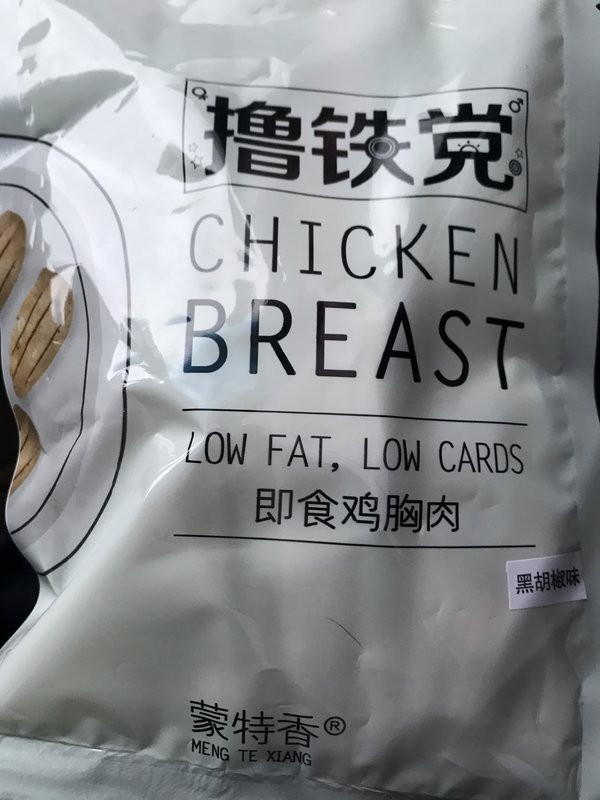 撸铁党
CHICKEN
BREAST
LOW FAT, LOW CARDS
即食鸡胸肉
黑胡椒味
蒙特香®
MENG TE XIANG